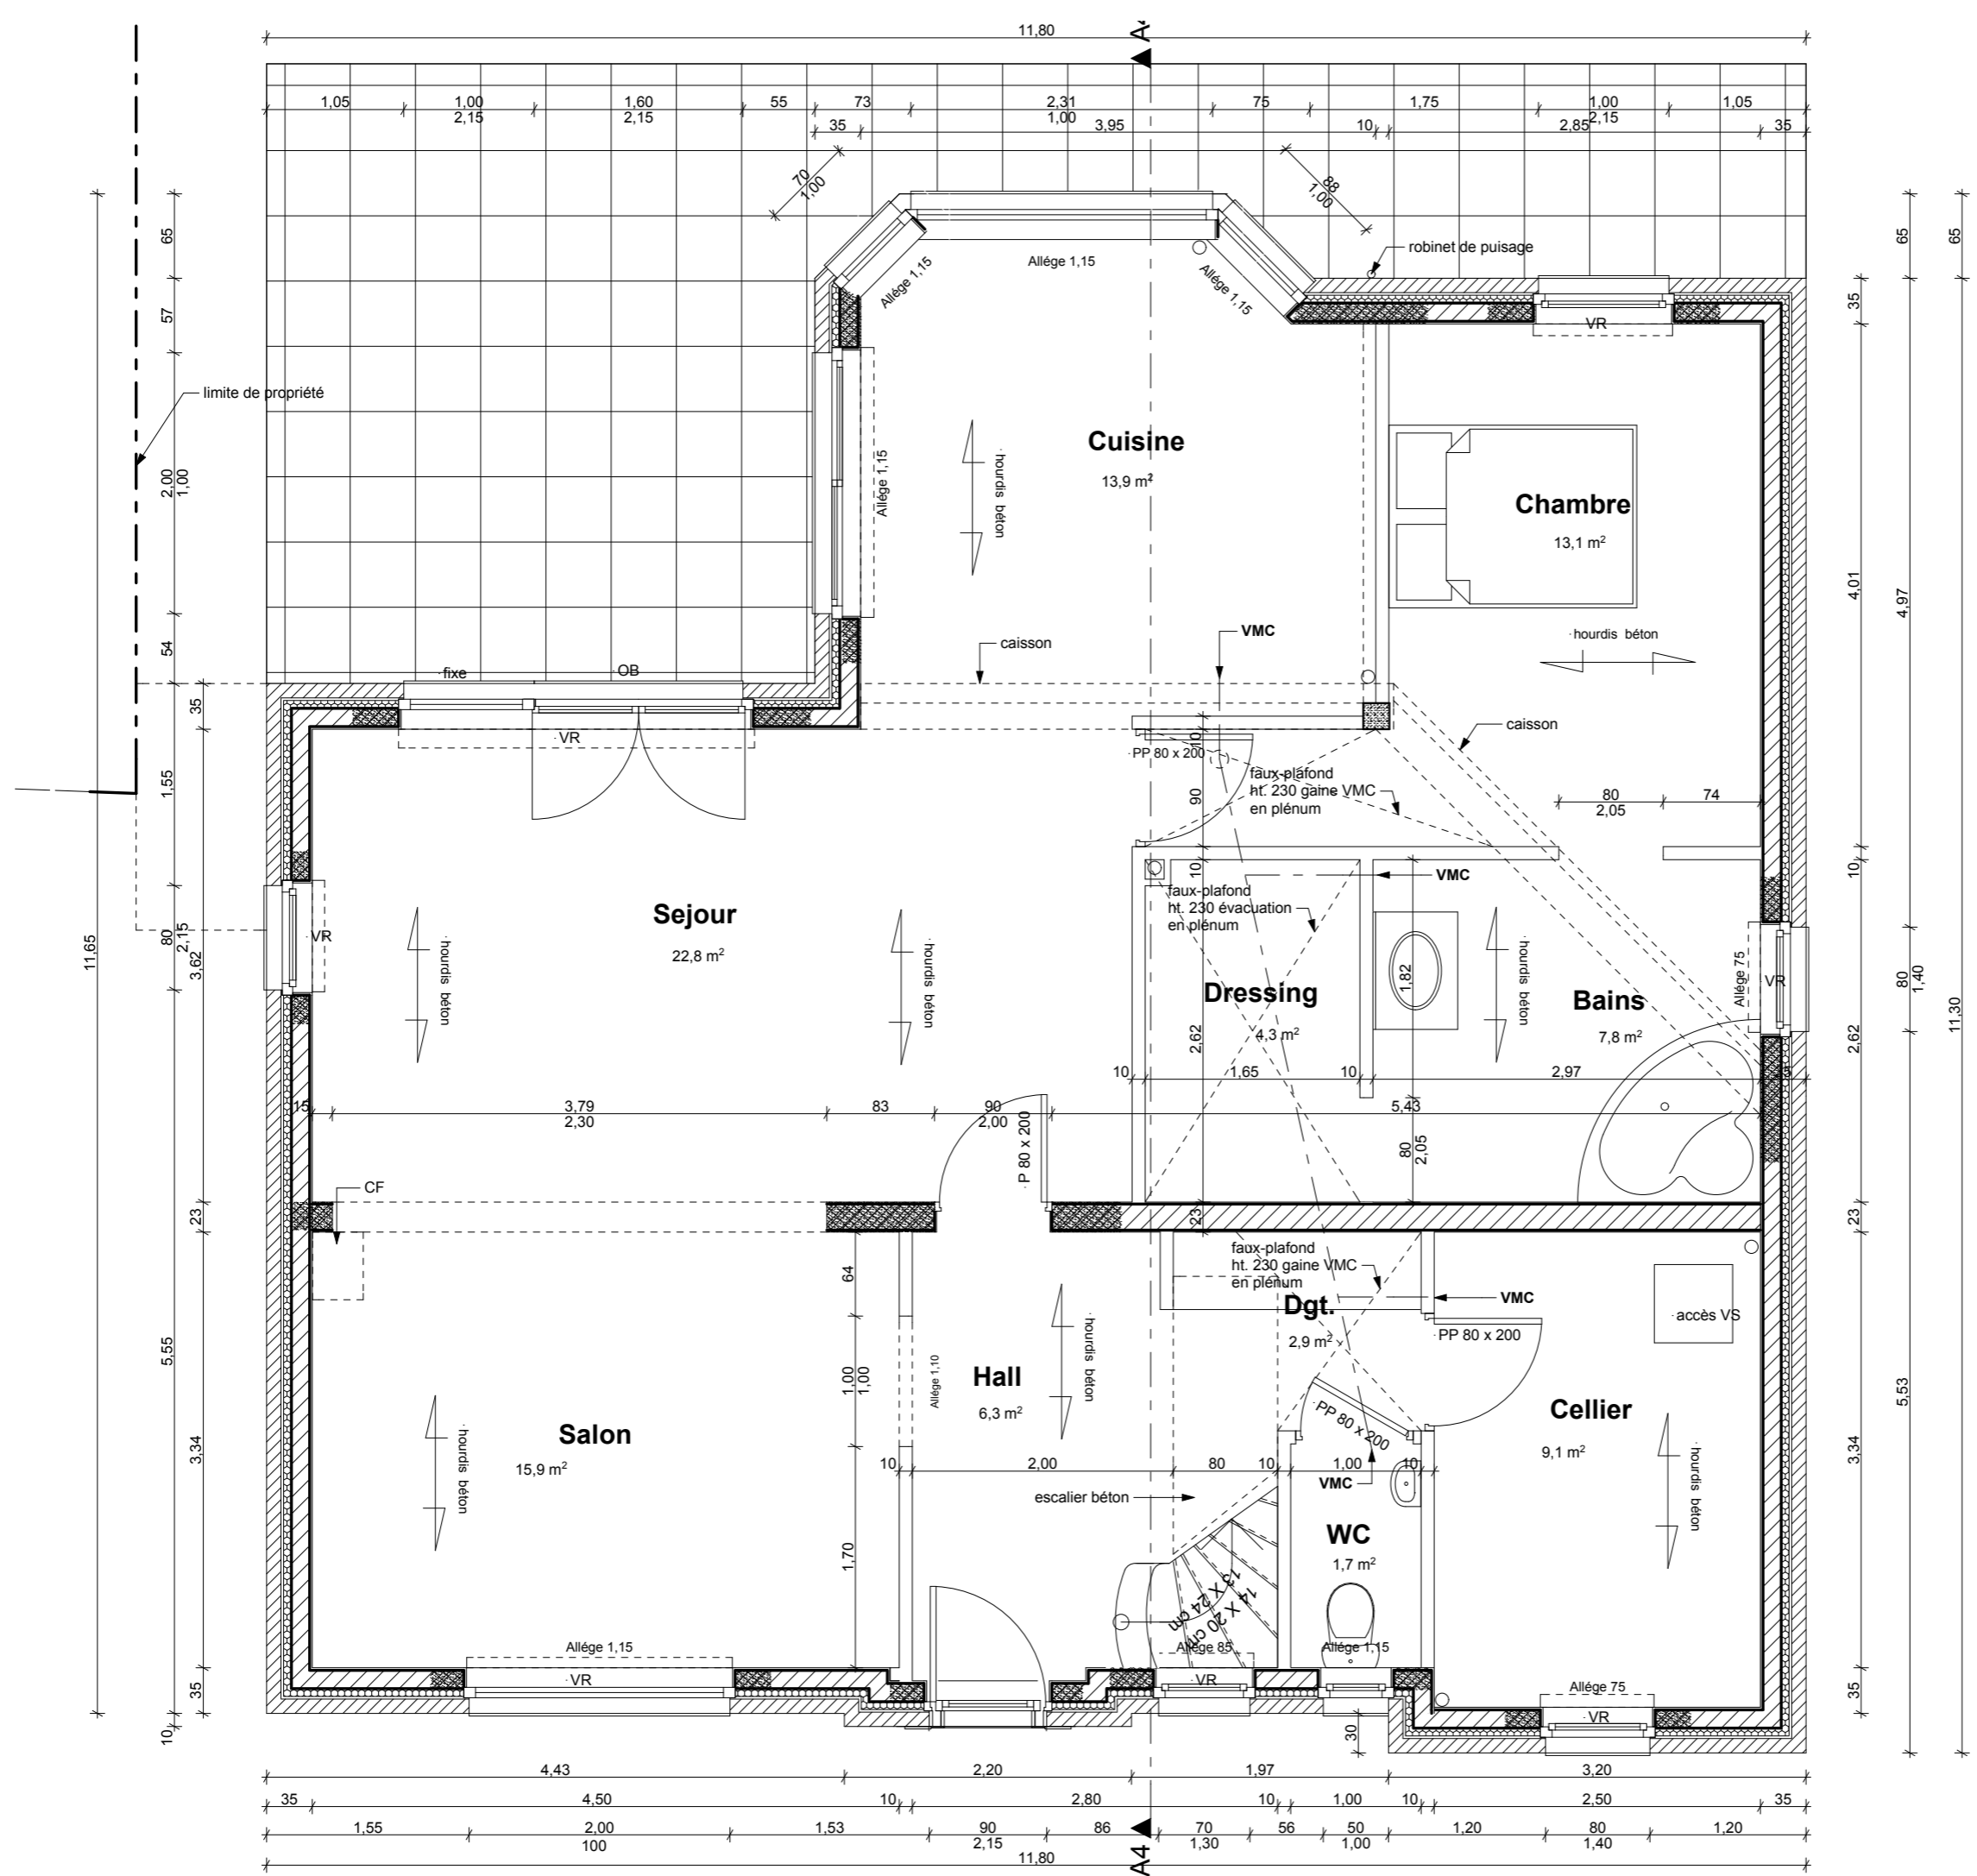 A4
11,80
1,05
1,00
2,15
1,60
2,15
55
73
2,31
1,00
75
1,75
1,00
2,15
1,05
35
3,95
10
2,85
35
70
1,00
88
1,00
robinet de puisage
Allége 1,15
Allége 1,15
Allége 1,15
VR
limite de propriété
65
57
2,00
1,00
54
35
1,55
80
2,15
3,62
11,65
23
5,55
3,34
35
10
65
65
35
4,01
4,97
10
80
1,40
2,62
11,30
23
5,53
3,34
35
Allége 1,15
hourdis béton
Cuisine
13,9 m²
Chambre
13,1 m²
hourdis béton
VMC
caisson
fixe
OB
VR
caisson
PP 80 x 200
10
90
faux-plafond
ht. 230 gaine VMC
en plénum
80
2,05
74
10
VMC
faux-plafond
ht. 230 évacuation
en plénum
Sejour
22,8 m²
VR
hourdis béton
hourdis béton
Dressing
4,3 m²
2,62
1,82
hourdis béton
Bains
7,8 m²
Allége 75
VR
10
1,65
10
2,97
35
15
3,79
2,30
83
90
2,00
5,43
P 80 x 200
80
2,05
CF
23
faux-plafond
ht. 230 gaine VMC
en plénum
Dgt.
2,9 m²
VMC
PP 80 x 200
accès VS
64
1,00
1,00
Allége 1,10
hourdis béton
Hall
6,3 m²
PP 80 x 200
Cellier
9,1 m²
hourdis béton
Salon
15,9 m²
hourdis béton
10
2,00
80
10
1,00
10
VMC
escalier béton
WC
1,7 m²
1,70
14 X 20 cm
13 X 24 cm
Allége 1,15
VR
Allége 85
VR
Allége 1,15
Allége 75
VR
30
4,43
2,20
1,97
3,20
35
4,50
10
2,80
10
1,00
10
2,50
35
1,55
2,00
100
1,53
90
2,15
86
70
1,30
56
50
1,00
1,20
80
1,40
1,20
A4
11,80